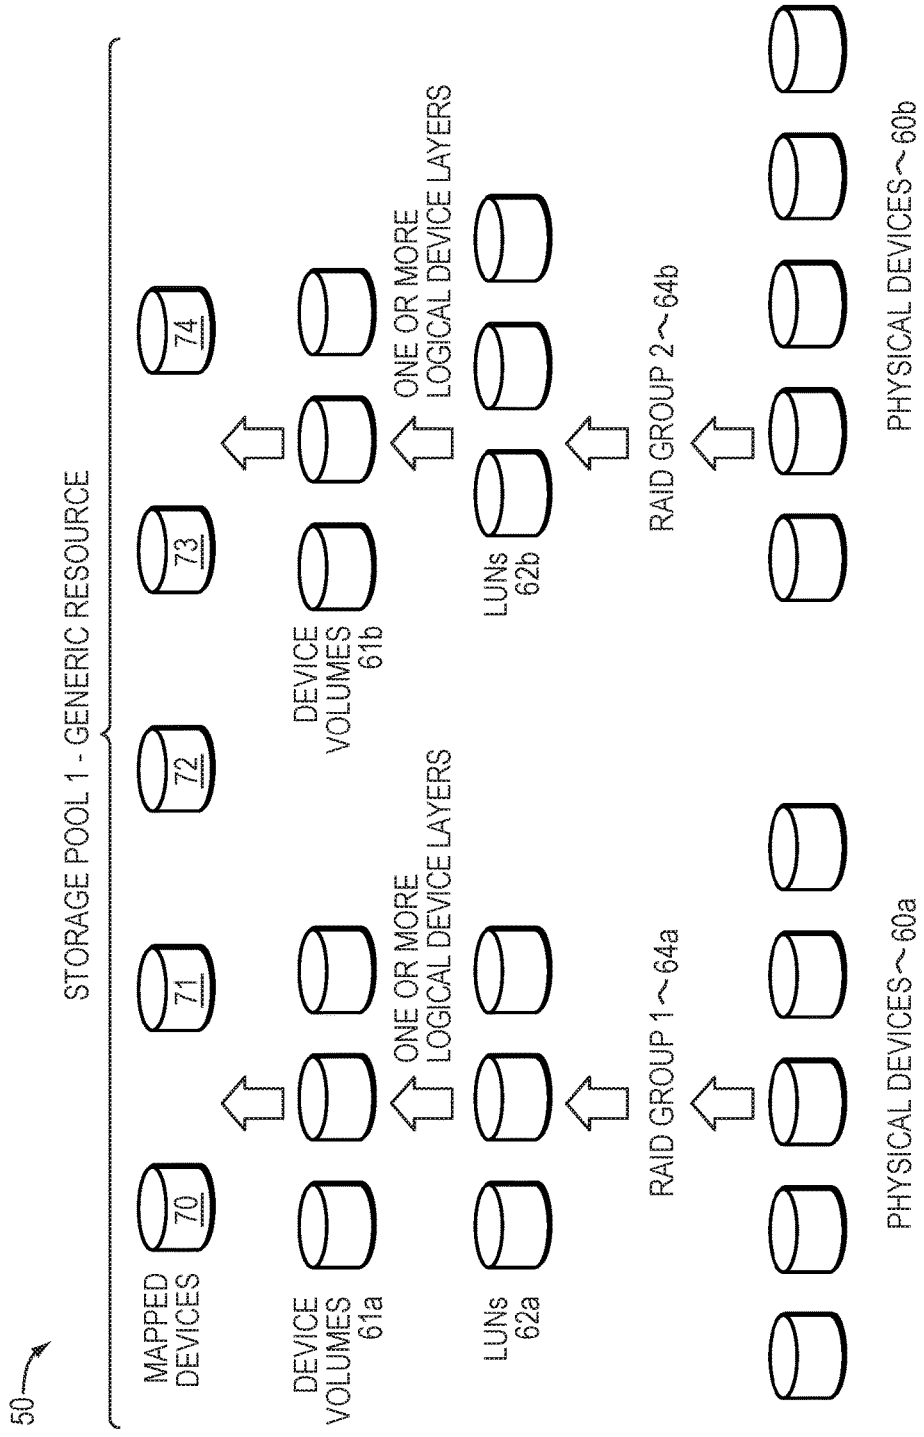 50
STORAGE POOL 1 - GENERIC RESOURCE
MAPPED
DEVICES
70
71
72
73
74
DEVICE
VOLUMES
61a
DEVICE
VOLUMES
61b
ONE OR MORE
LOGICAL DEVICE LAYERS
ONE OR MORE
LOGICAL DEVICE LAYERS
LUNs
62a
LUNs
62b
RAID GROUP 1~64a
RAID GROUP 2~64b
PHYSICAL DEVICES~60a
PHYSICAL DEVICES~60b